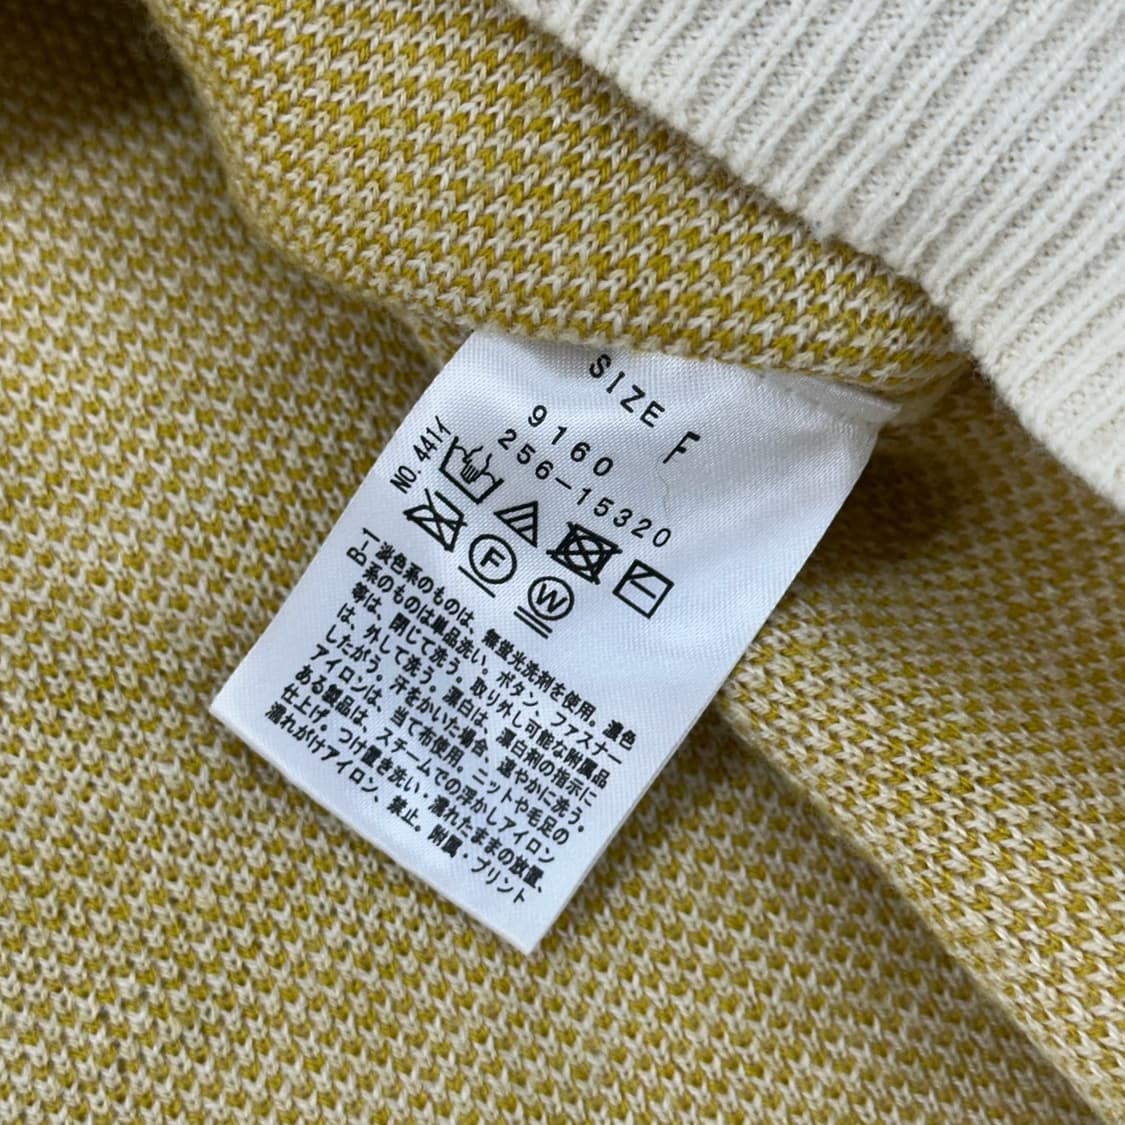 SIZE F
9160
256-15320
NO. 4414
F
W
B-1
淡色系のものは、無蛍光洗剤を使用。濃色
系のものは単品洗い。ボタン、ファスナー
等は、閉じて洗う。取り外し可能な附属品
は、外して洗う。漂白は、漂白剤の指示に
したがう。汗をかいた場合、速やかに洗う。
アイロンは、当て布使用。ニットや毛足の
ある製品は、スチームでの浮かしアイロン
仕上げ。つけ置き洗い・濡れたままの放置、
濡れがけアイロン、禁止。附属・プリント